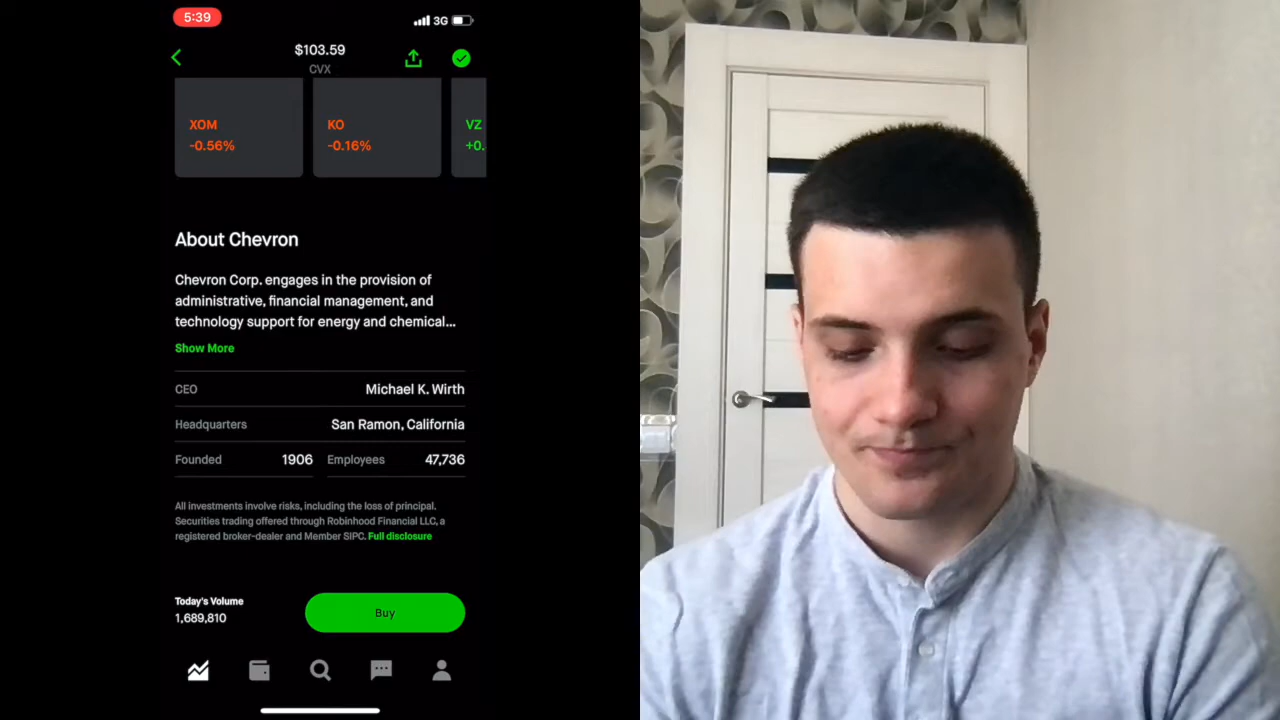 5:39
3G
$103.59
CVX
XOM
-0.56%
KO
-0.16%
VZ
+0.
About Chevron
Chevron Corp. engages in the provision of
administrative, financial management, and
technology support for energy and chemical...
Show More
CEO Michael K. Wirth
Headquarters San Ramon, California
Founded 1906 Employees 47,736
All investments involve risks, including the loss of principal.
Securities trading offered through Robinhood Financial LLC, a
registered broker-dealer and Member SIPC. Full disclosure
Today's Volume
1,689,810
Buy